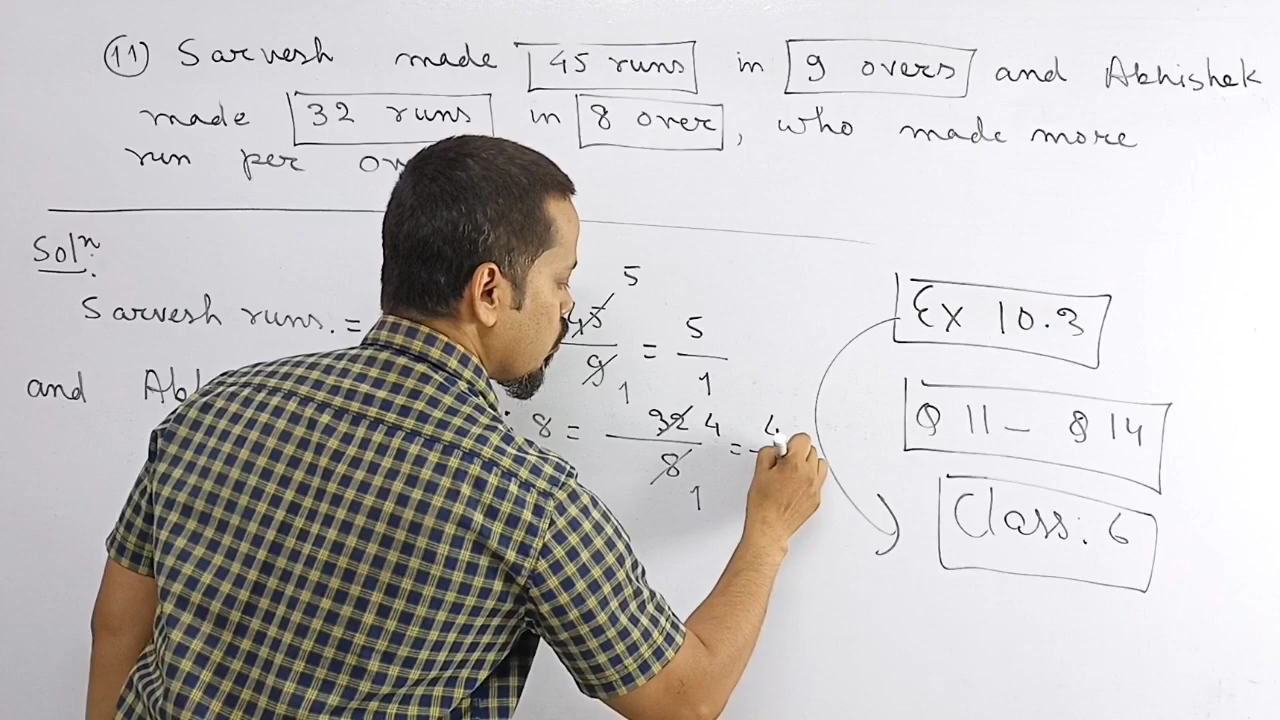 (11) Sarvesh made 45 runs in 9 overs and Abhishek
made 32 runs in 8 over, who made more
run per
Solⁿ.
Sarvesh runs. = 45/9 5 1 = 5/1
and
8 = 32/8 4 1 = 4
Ex 10.3
Q 11 - Q 14
Class: 6